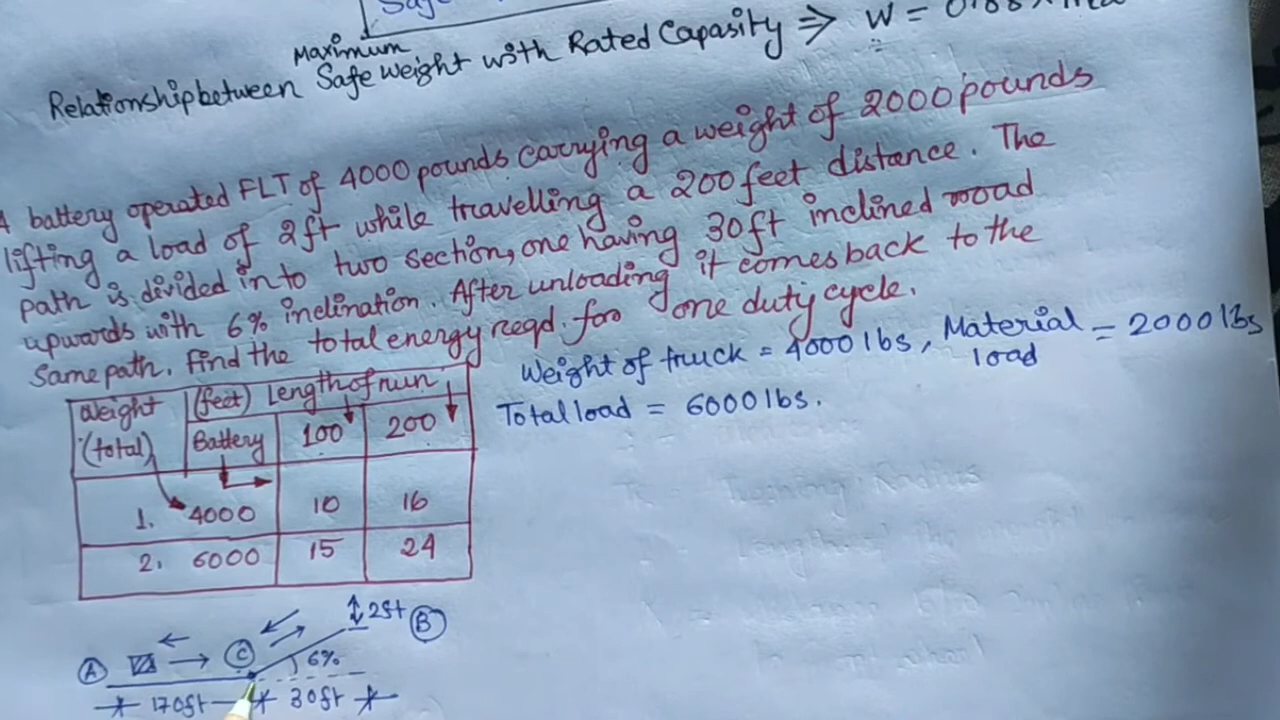 Safe
Maximum
Relationship between Safe Weight with Rated Capasity ⇒ W =
A battery operated FLT of 4000 pounds carrying a weight of 2000 pounds
lifting a load of 2ft while travelling a 200 feet distance. The
path is divided in to two section, one having 30ft inclined road
upwards with 6% inclination. After unloading it comes back to the
Same path. Find the total energy reqd. for one duty cycle.
Weight of truck = 4000 lbs, Material load = 2000 lbs
Total load = 6000 lbs.
Weight (total) (feet) Length of run
Battery 100 200
1. 4000 10 16
2. 6000 15 24
2ft B
A C 6%
170ft 30ft